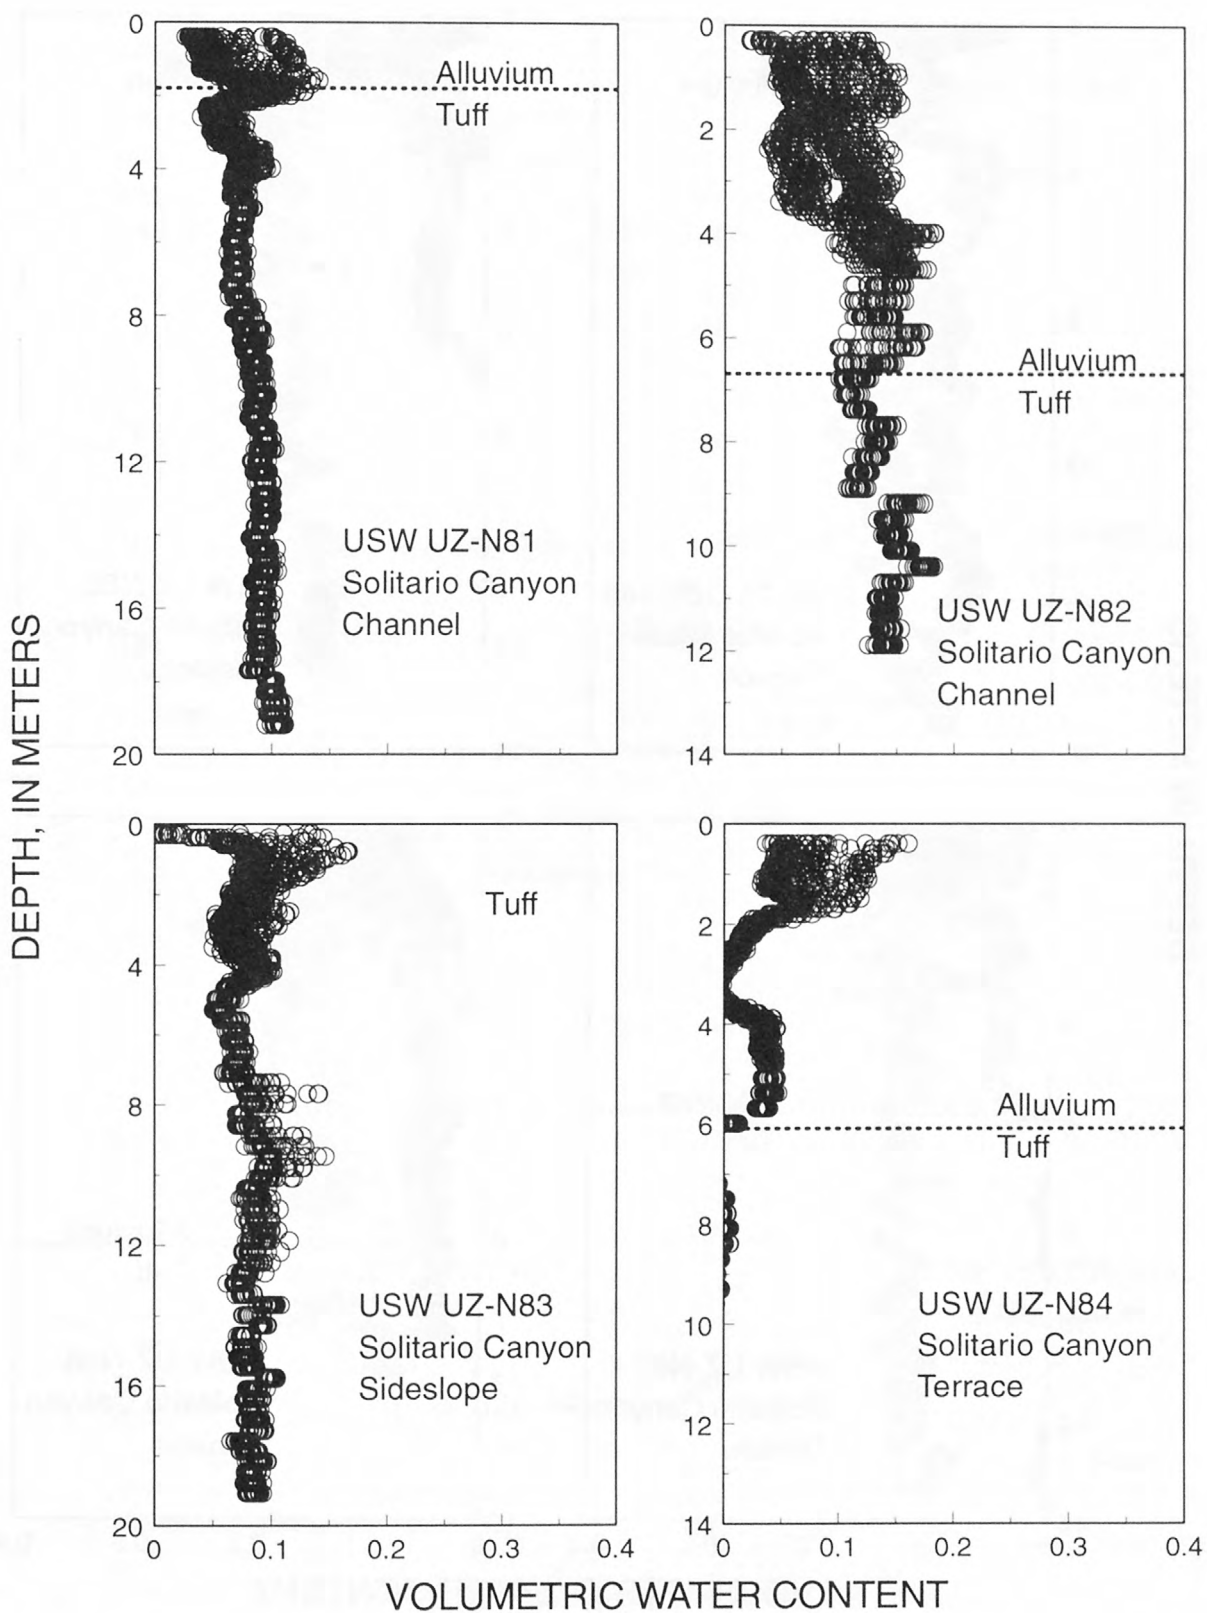 DEPTH, IN METERS
0
4
8
12
16
20
Alluvium
Tuff
USW UZ-N81
Solitario Canyon
Channel
0
2
4
6
8
10
12
14
Alluvium
Tuff
USW UZ-N82
Solitario Canyon
Channel
0
4
8
12
16
20
0 0.1 0.2 0.3 0.4
Tuff
USW UZ-N83
Solitario Canyon
Sideslope
0
2
4
6
8
10
12
14
0 0.1 0.2 0.3 0.4
Alluvium
Tuff
USW UZ-N84
Solitario Canyon
Terrace
VOLUMETRIC WATER CONTENT